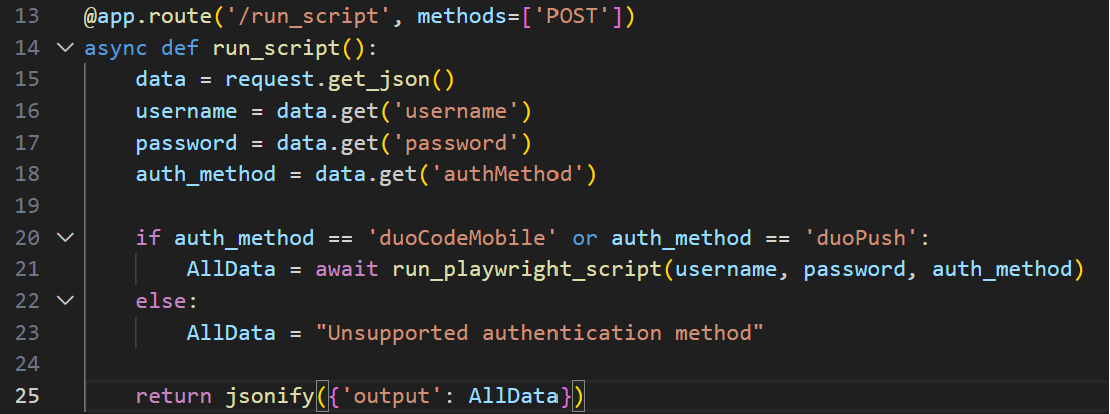 13 @app.route('/run_script', methods=['POST'])
14 async def run_script():
15 data = request.get_json()
16 username = data.get('username')
17 password = data.get('password')
18 auth_method = data.get('authMethod')
19
20 if auth_method == 'duoCodeMobile' or auth_method == 'duoPush':
21 AllData = await run_playwright_script(username, password, auth_method)
22 else:
23 AllData = "Unsupported authentication method"
24
25 return jsonify({'output': AllData})